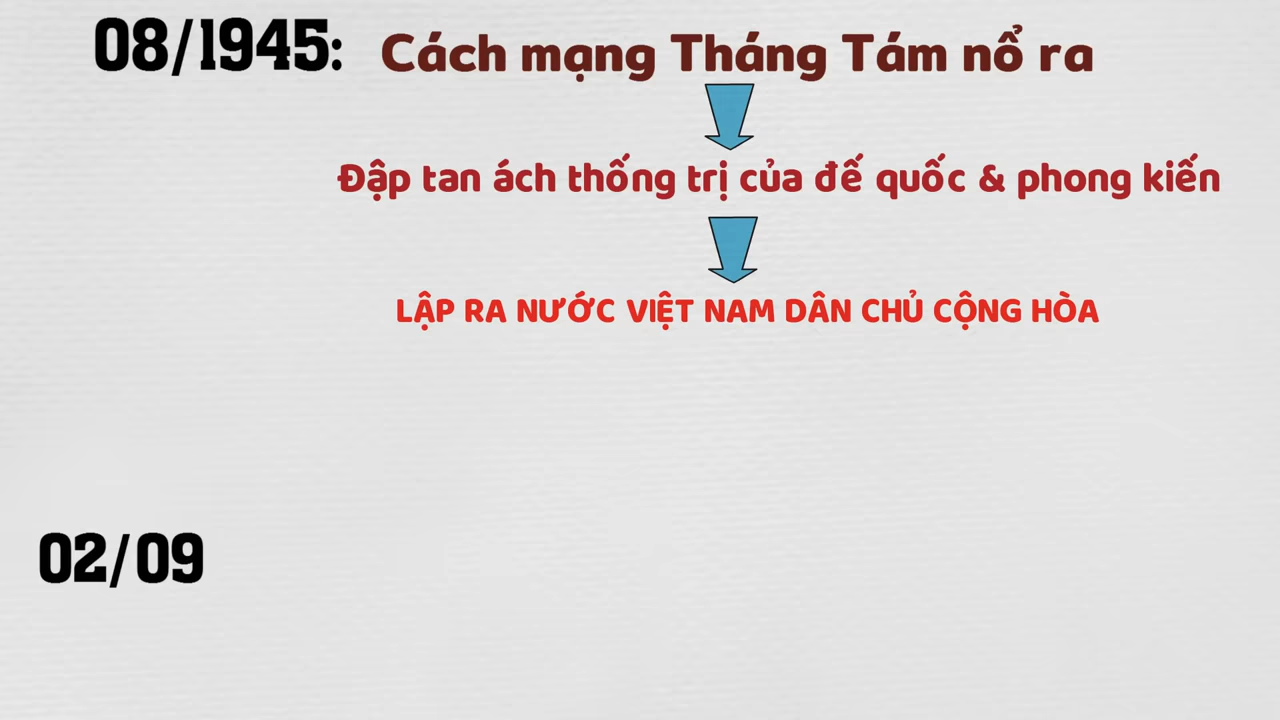 08/1945: Cách mạng Tháng Tám nổ ra
Đập tan ách thống trị của đế quốc & phong kiến
LẬP RA NƯỚC VIỆT NAM DÂN CHỦ CỘNG HÒA
02/09